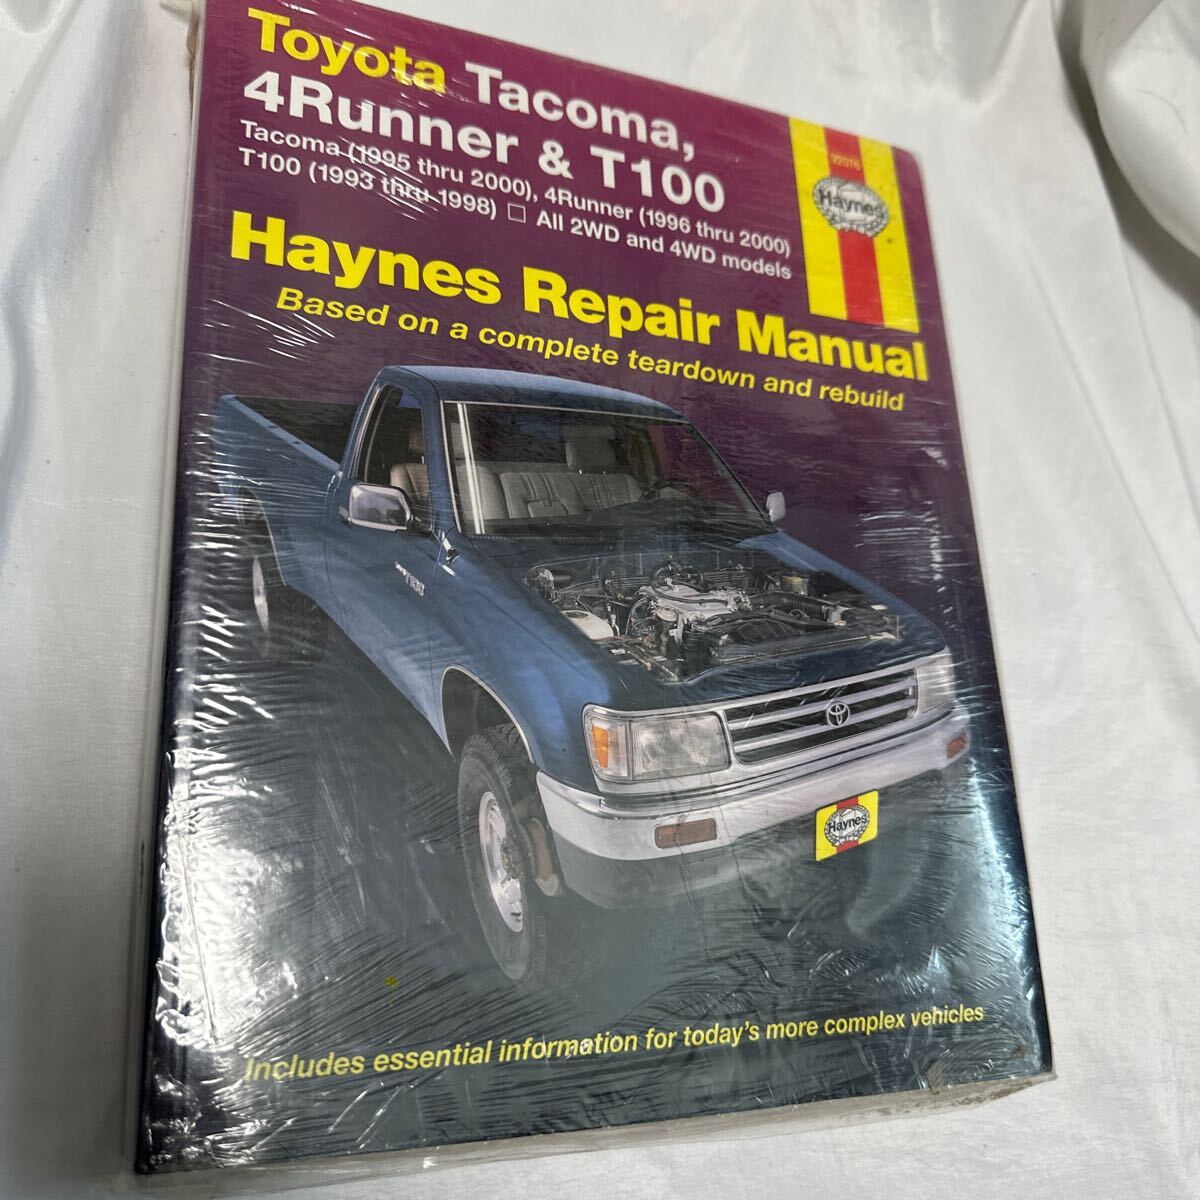 Toyota Tacoma,
4Runner & T100
Tacoma (1995 thru 2000), 4Runner (1996 thru 2000)
T100 (1993 thru 1998) □ All 2WD and 4WD models
92076
Haynes
Haynes Repair Manual
Based on a complete teardown and rebuild
T100
Haynes
Includes essential information for today's more complex vehicles